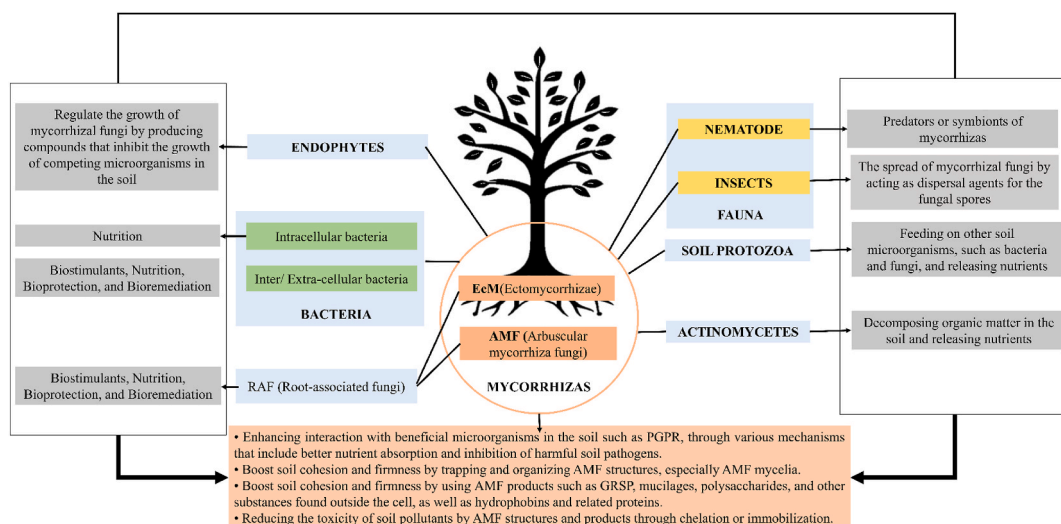 Regulate the growth of
mycorrhizal fungi by producing
compounds that inhibit the growth
of competing microorganisms in
the soil
Nutrition
Biostimulants, Nutrition,
Bioprotection, and Bioremediation
Biostimulants, Nutrition,
Bioprotection, and Bioremediation
ENDOPHYTES
Intracellular bacteria
Inter/ Extra-cellular bacteria
BACTERIA
RAF (Root-associated fungi)
EcM(Ectomycorrhizae)
AMF (Arbuscular
mycorrhiza fungi)
MYCORRHIZAS
NEMATODE
INSECTS
FAUNA
SOIL PROTOZOA
ACTINOMYCETES
Predators or symbionts of
mycorrhizas
The spread of mycorrhizal fungi by
acting as dispersal agents for the
fungal spores
Feeding on other soil
microorganisms, such as bacteria
and fungi, and releasing nutrients
Decomposing organic matter in the
soil and releasing nutrients
• Enhancing interaction with beneficial microorganisms in the soil such as PGPR, through various mechanisms
that include better nutrient absorption and inhibition of harmful soil pathogens.
• Boost soil cohesion and firmness by trapping and organizing AMF structures, especially AMF mycelia.
• Boost soil cohesion and firmness by using AMF products such as GRSP, mucilages, polysaccharides, and other
substances found outside the cell, as well as hydrophobins and related proteins.
• Reducing the toxicity of soil pollutants by AMF structures and products through chelation or immobilization.